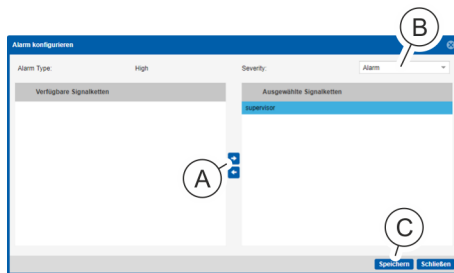 B
Alarm konfigurieren
Alarm Type: High Severity: Alarm
Verfügbare Signalketten Ausgewählte Signalketten
supervisor
A
C
Speichern Schließen